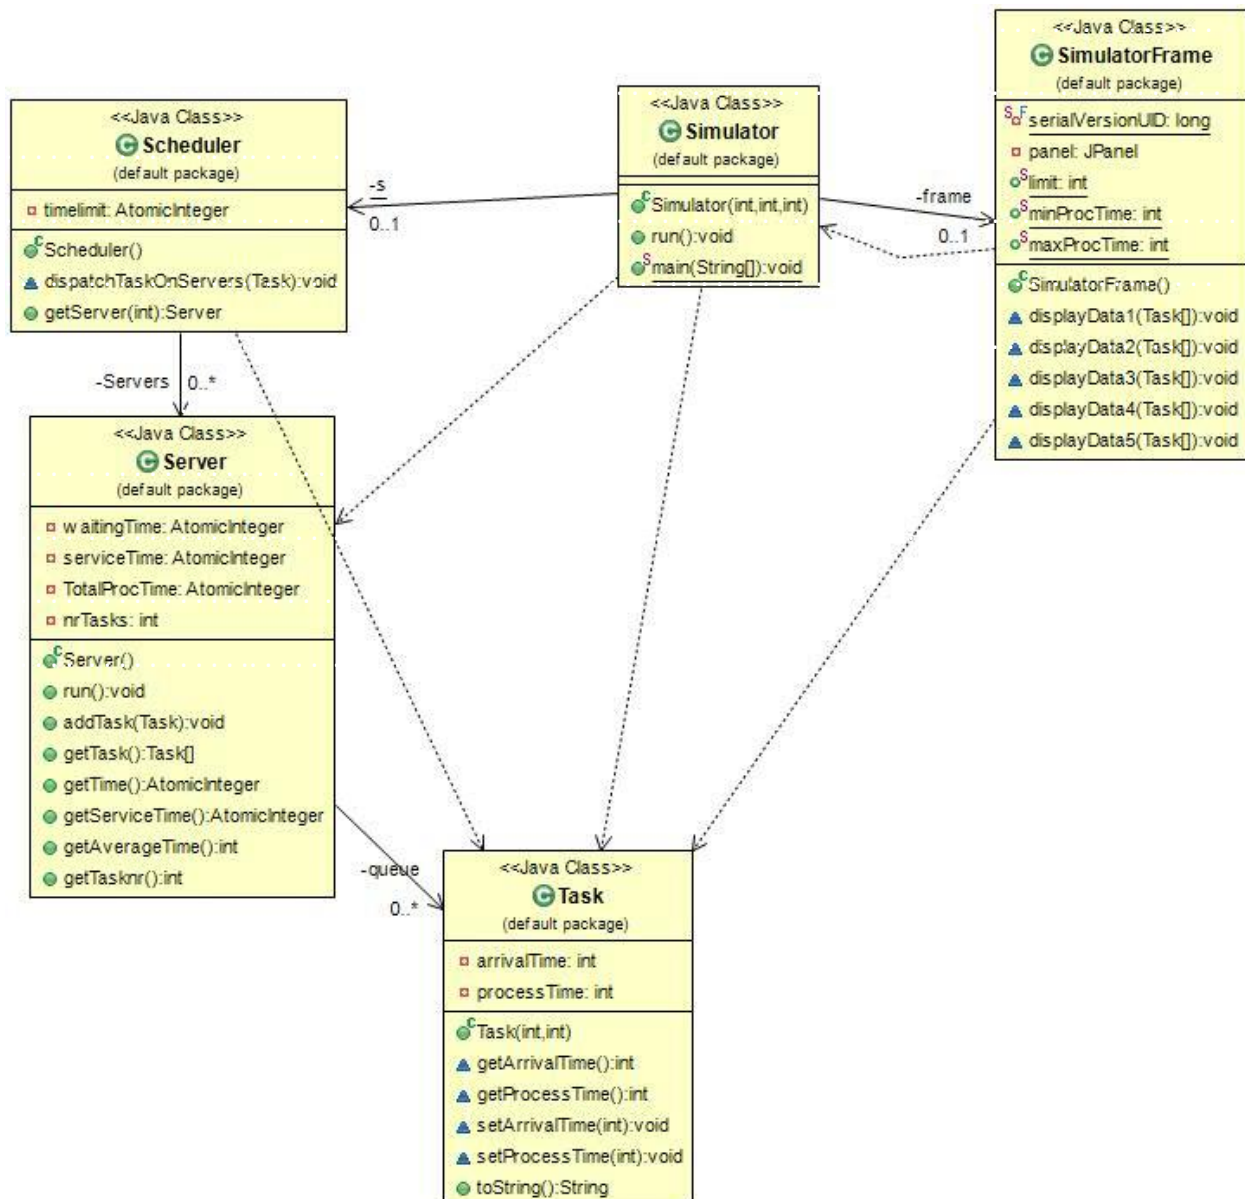 <<Java Class>>
SimulatorFrame
(default package)
serialVersionUID: long
panel: JPanel
limit: int
minProcTime: int
maxProcTime: int
SimulatorFrame()
displayData1(Task[]):void
displayData2(Task[]):void
displayData3(Task[]):void
displayData4(Task[]):void
displayData5(Task[]):void
<<Java Class>>
Simulator
(default package)
Simulator(int,int,int)
run():void
main(String[]):void
-frame
0..1
-s
0..1
<<Java Class>>
Scheduler
(default package)
timelimit: AtomicInteger
Scheduler()
dispatchTaskOnServers(Task):void
getServer(int):Server
-Servers
0..*
<<Java Class>>
Server
(default package)
waitingTime: AtomicInteger
serviceTime: AtomicInteger
TotalProcTime: AtomicInteger
nrTasks: int
Server()
run():void
addTask(Task):void
getTask():Task[]
getTime():AtomicInteger
getServiceTime():AtomicInteger
getAverageTime():int
getTasknr():int
-queue
0..*
<<Java Class>>
Task
(default package)
arrivalTime: int
processTime: int
Task(int,int)
getArrivalTime():int
getProcessTime():int
setArrivalTime(int):void
setProcessTime(int):void
toString():String